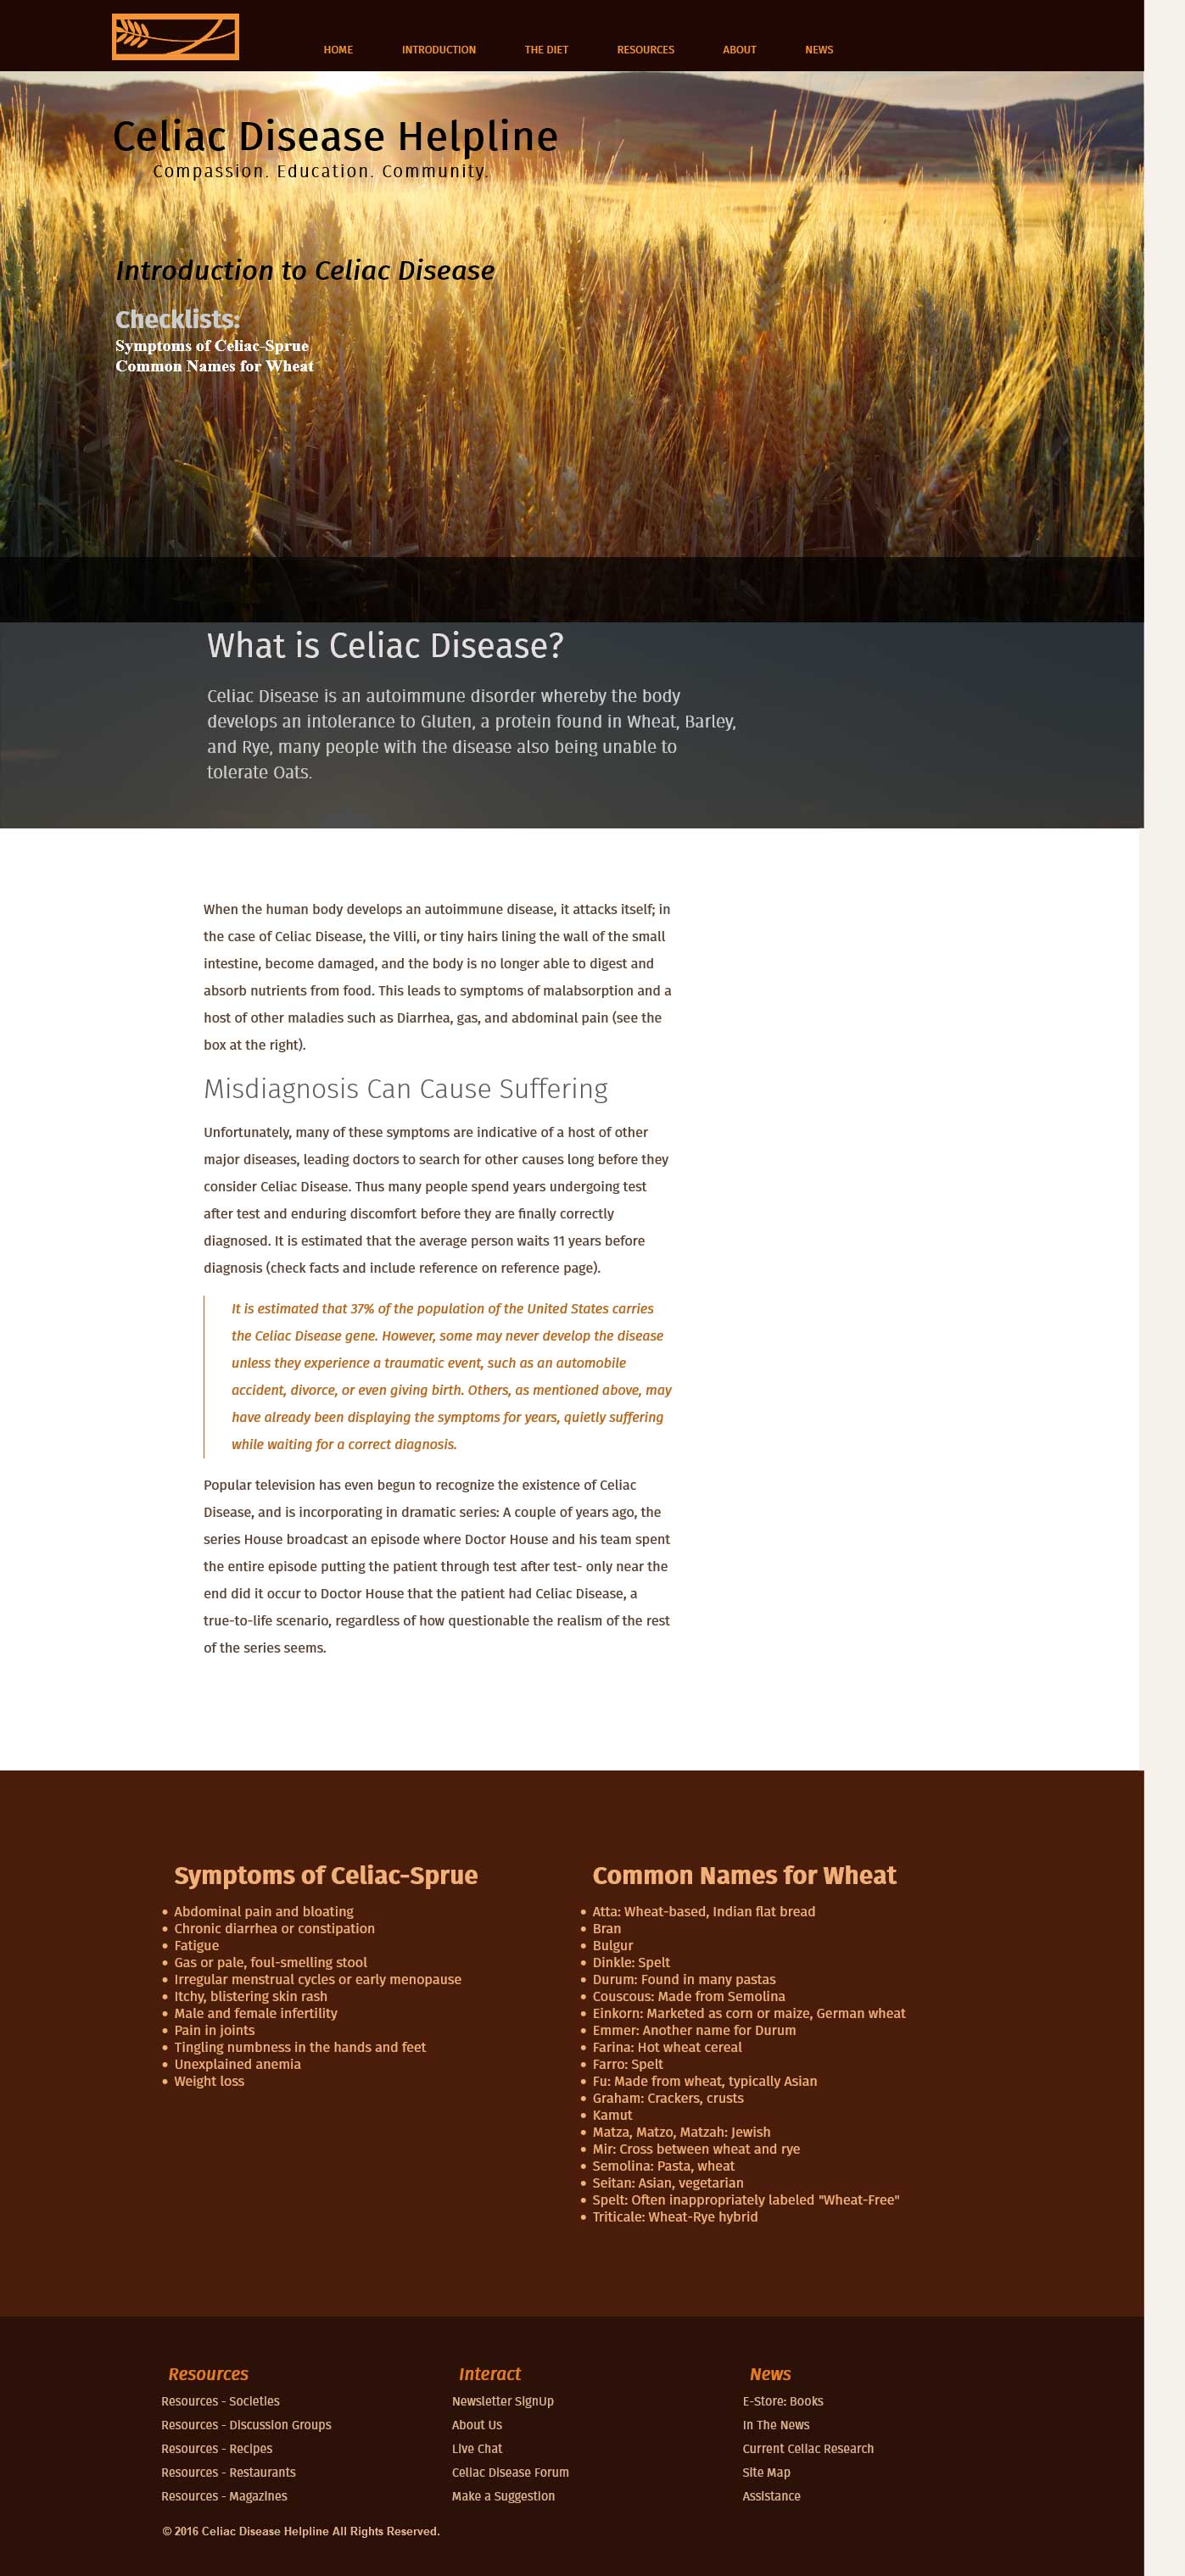 HOME INTRODUCTION THE DIET RESOURCES ABOUT NEWS
Celiac Disease Helpline
Compassion. Education. Community.
Introduction to Celiac Disease
Checklists:
Symptoms of Celiac-Sprue
Common Names for Wheat
What is Celiac Disease?
Celiac Disease is an autoimmune disorder whereby the body
develops an intolerance to Gluten, a protein found in Wheat, Barley,
and Rye, many people with the disease also being unable to
tolerate Oats.
When the human body develops an autoimmune disease, it attacks itself; in
the case of Celiac Disease, the Villi, or tiny hairs lining the wall of the small
intestine, become damaged, and the body is no longer able to digest and
absorb nutrients from food. This leads to symptoms of malabsorption and a
host of other maladies such as Diarrhea, gas, and abdominal pain (see the
box at the right).
Misdiagnosis Can Cause Suffering
Unfortunately, many of these symptoms are indicative of a host of other
major diseases, leading doctors to search for other causes long before they
consider Celiac Disease. Thus many people spend years undergoing test
after test and enduring discomfort before they are finally correctly
diagnosed. It is estimated that the average person waits 11 years before
diagnosis (check facts and include reference on reference page).
It is estimated that 37% of the population of the United States carries
the Celiac Disease gene. However, some may never develop the disease
unless they experience a traumatic event, such as an automobile
accident, divorce, or even giving birth. Others, as mentioned above, may
have already been displaying the symptoms for years, quietly suffering
while waiting for a correct diagnosis.
Popular television has even begun to recognize the existence of Celiac
Disease, and is incorporating in dramatic series: A couple of years ago, the
series House broadcast an episode where Doctor House and his team spent
the entire episode putting the patient through test after test- only near the
end did it occur to Doctor House that the patient had Celiac Disease, a
true-to-life scenario, regardless of how questionable the realism of the rest
of the series seems.
Symptoms of Celiac-Sprue
• Abdominal pain and bloating
• Chronic diarrhea or constipation
• Fatigue
• Gas or pale, foul-smelling stool
• Irregular menstrual cycles or early menopause
• Itchy, blistering skin rash
• Male and female infertility
• Pain in joints
• Tingling numbness in the hands and feet
• Unexplained anemia
• Weight loss
Common Names for Wheat
• Atta: Wheat-based, Indian flat bread
• Bran
• Bulgur
• Dinkle: Spelt
• Durum: Found in many pastas
• Couscous: Made from Semolina
• Einkorn: Marketed as corn or maize, German wheat
• Emmer: Another name for Durum
• Farina: Hot wheat cereal
• Farro: Spelt
• Fu: Made from wheat, typically Asian
• Graham: Crackers, crusts
• Kamut
• Matza, Matzo, Matzah: Jewish
• Mir: Cross between wheat and rye
• Semolina: Pasta, wheat
• Seitan: Asian, vegetarian
• Spelt: Often inappropriately labeled "Wheat-Free"
• Triticale: Wheat-Rye hybrid
Resources
Resources - Societies
Resources - Discussion Groups
Resources - Recipes
Resources - Restaurants
Resources - Magazines
Interact
Newsletter SignUp
About Us
Live Chat
Celiac Disease Forum
Make a Suggestion
News
E-Store: Books
In The News
Current Celiac Research
Site Map
Assistance
© 2016 Celiac Disease Helpline All Rights Reserved.